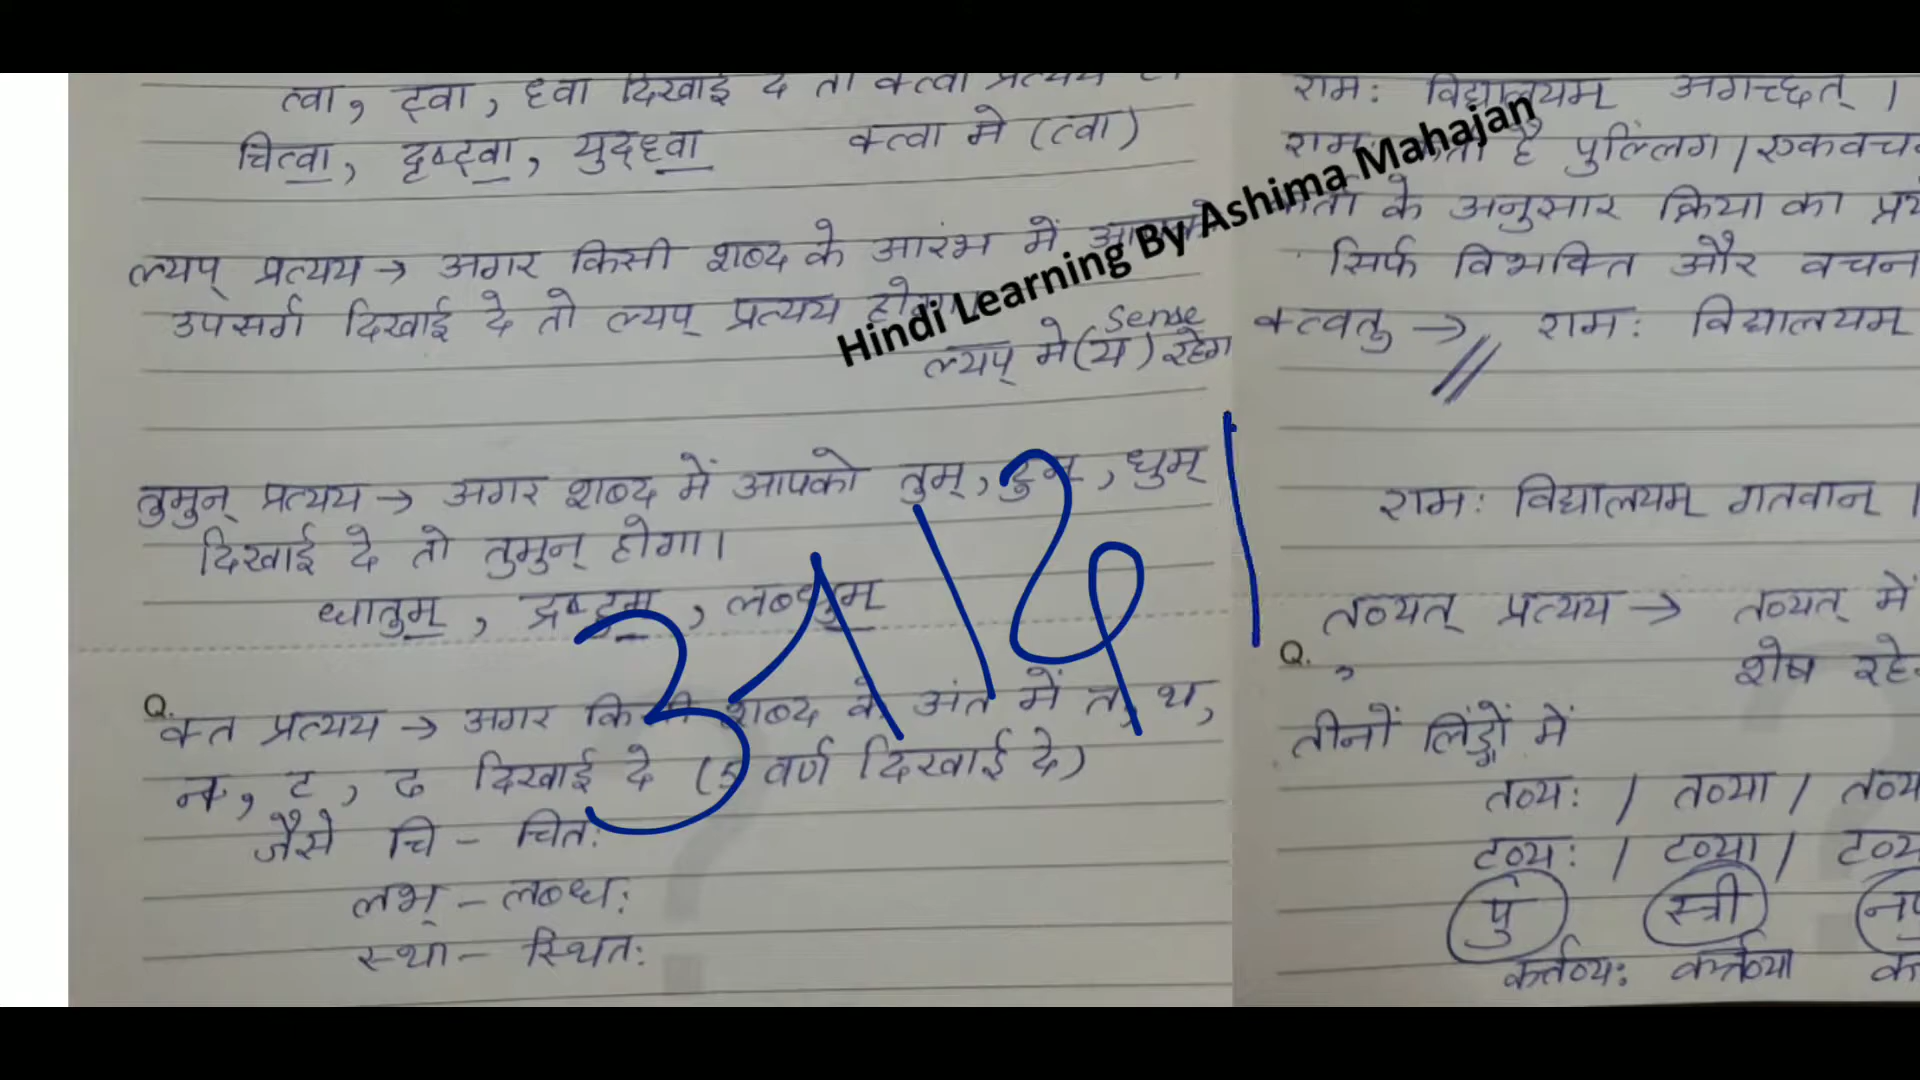 त्वा, ट्वा, ध्वा दिखाई दे तो क्त्वा प्रत्यय
चित्वा, दृष्ट्वा, युद्ध्वा क्त्वा मे (त्वा)
ल्यप् प्रत्यय → अगर किसी शब्द के आरंभ में
उपसर्ग दिखाई दे तो ल्यप् प्रत्यय
sense
ल्यप् मे (य) रहेग
तुमुन् प्रत्यय → अगर शब्द में आपको तुम्, टुम्, धुम्
दिखाई दे तो तुमुन् होगा।
धातुम्, द्रष्टुम, लब्धुम्
Q.
क्त प्रत्यय → अगर किसी शब्द के अंत में त, थ,
न, ट, ढ दिखाई दे (5 वर्ण दिखाई दे)
जैसे चि - चितः
लभ् - लब्धः
स्था - स्थितः
रामः विद्यालयम् अगच्छत् ।
राम कर्ता है पुल्लिंग / एकवच
के अनुसार क्रिया का प्र
सिर्फ विभक्ति और वचन
क्तवतु → रामः विद्यालयम्
रामः विद्यालयम् गतवान् ।
तव्यत् प्रत्यय → तव्यत् में
Q.
शेष रहे
तीनों लिङ्गों में
तव्यः / तव्या / तव्य
टव्यः / टव्या / टव्य
पुं स्त्री नपुं
कर्तव्यः कर्तव्या क
Hindi Learning By Ashima Mahajan